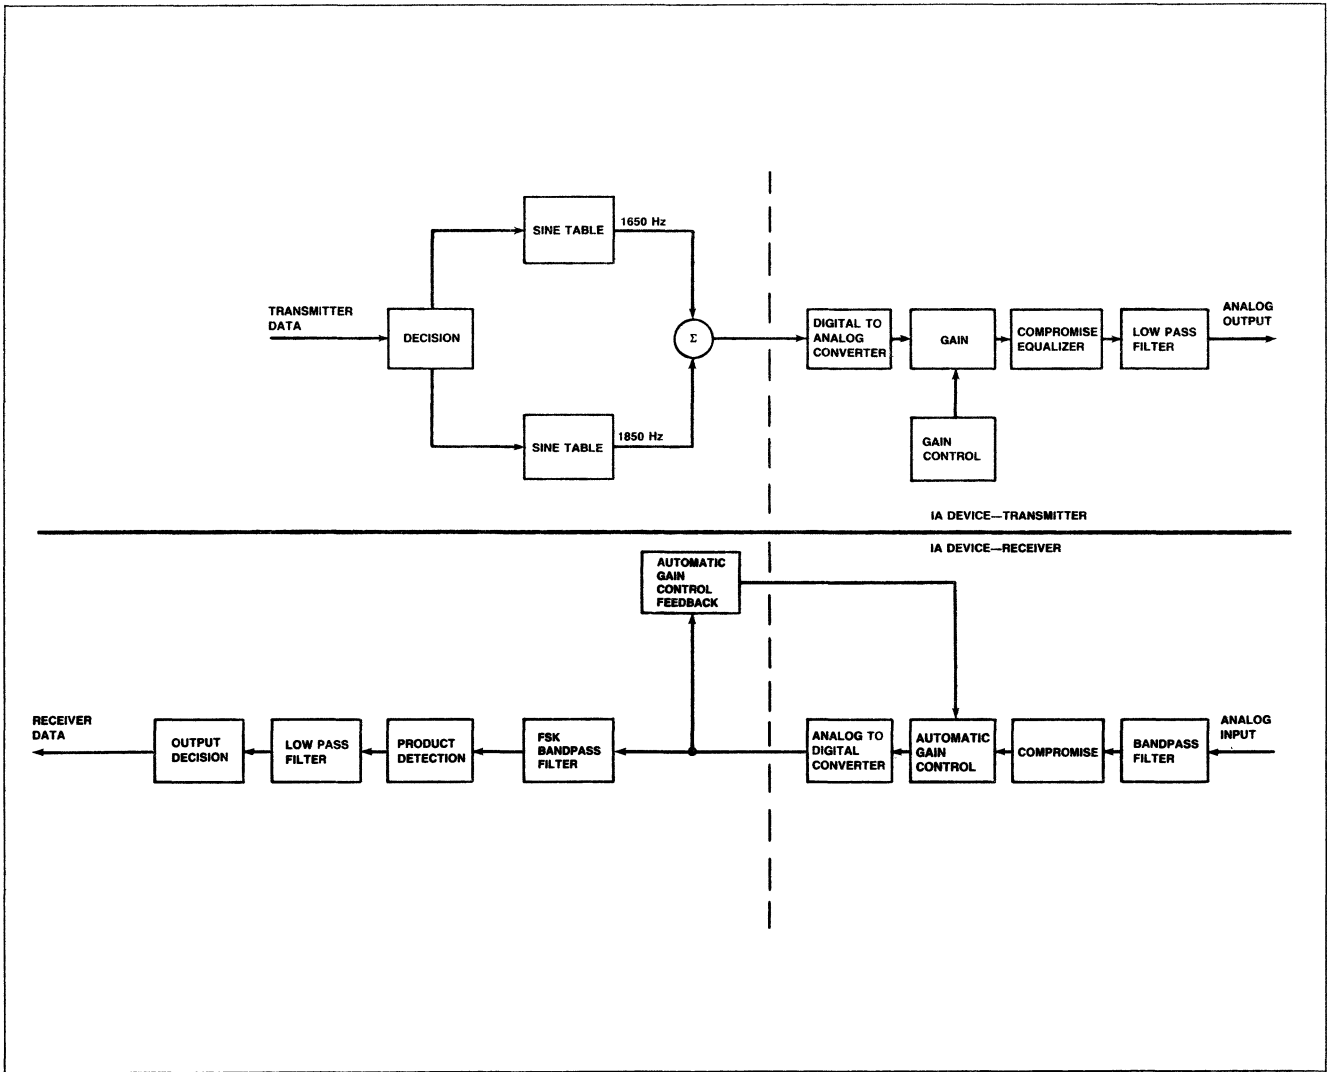 SINE TABLE
1650 Hz
TRANSMITTER
DATA
DECISION
Σ
SINE TABLE
1850 Hz
DIGITAL TO
ANALOG
CONVERTER
GAIN
COMPROMISE
EQUALIZER
LOW PASS
FILTER
ANALOG
OUTPUT
GAIN
CONTROL
IA DEVICE—TRANSMITTER
IA DEVICE—RECEIVER
AUTOMATIC
GAIN
CONTROL
FEEDBACK
RECEIVER
DATA
OUTPUT
DECISION
LOW PASS
FILTER
PRODUCT
DETECTION
FSK
BANDPASS
FILTER
ANALOG TO
DIGITAL
CONVERTER
AUTOMATIC
GAIN
CONTROL
COMPROMISE
BANDPASS
FILTER
ANALOG
INPUT